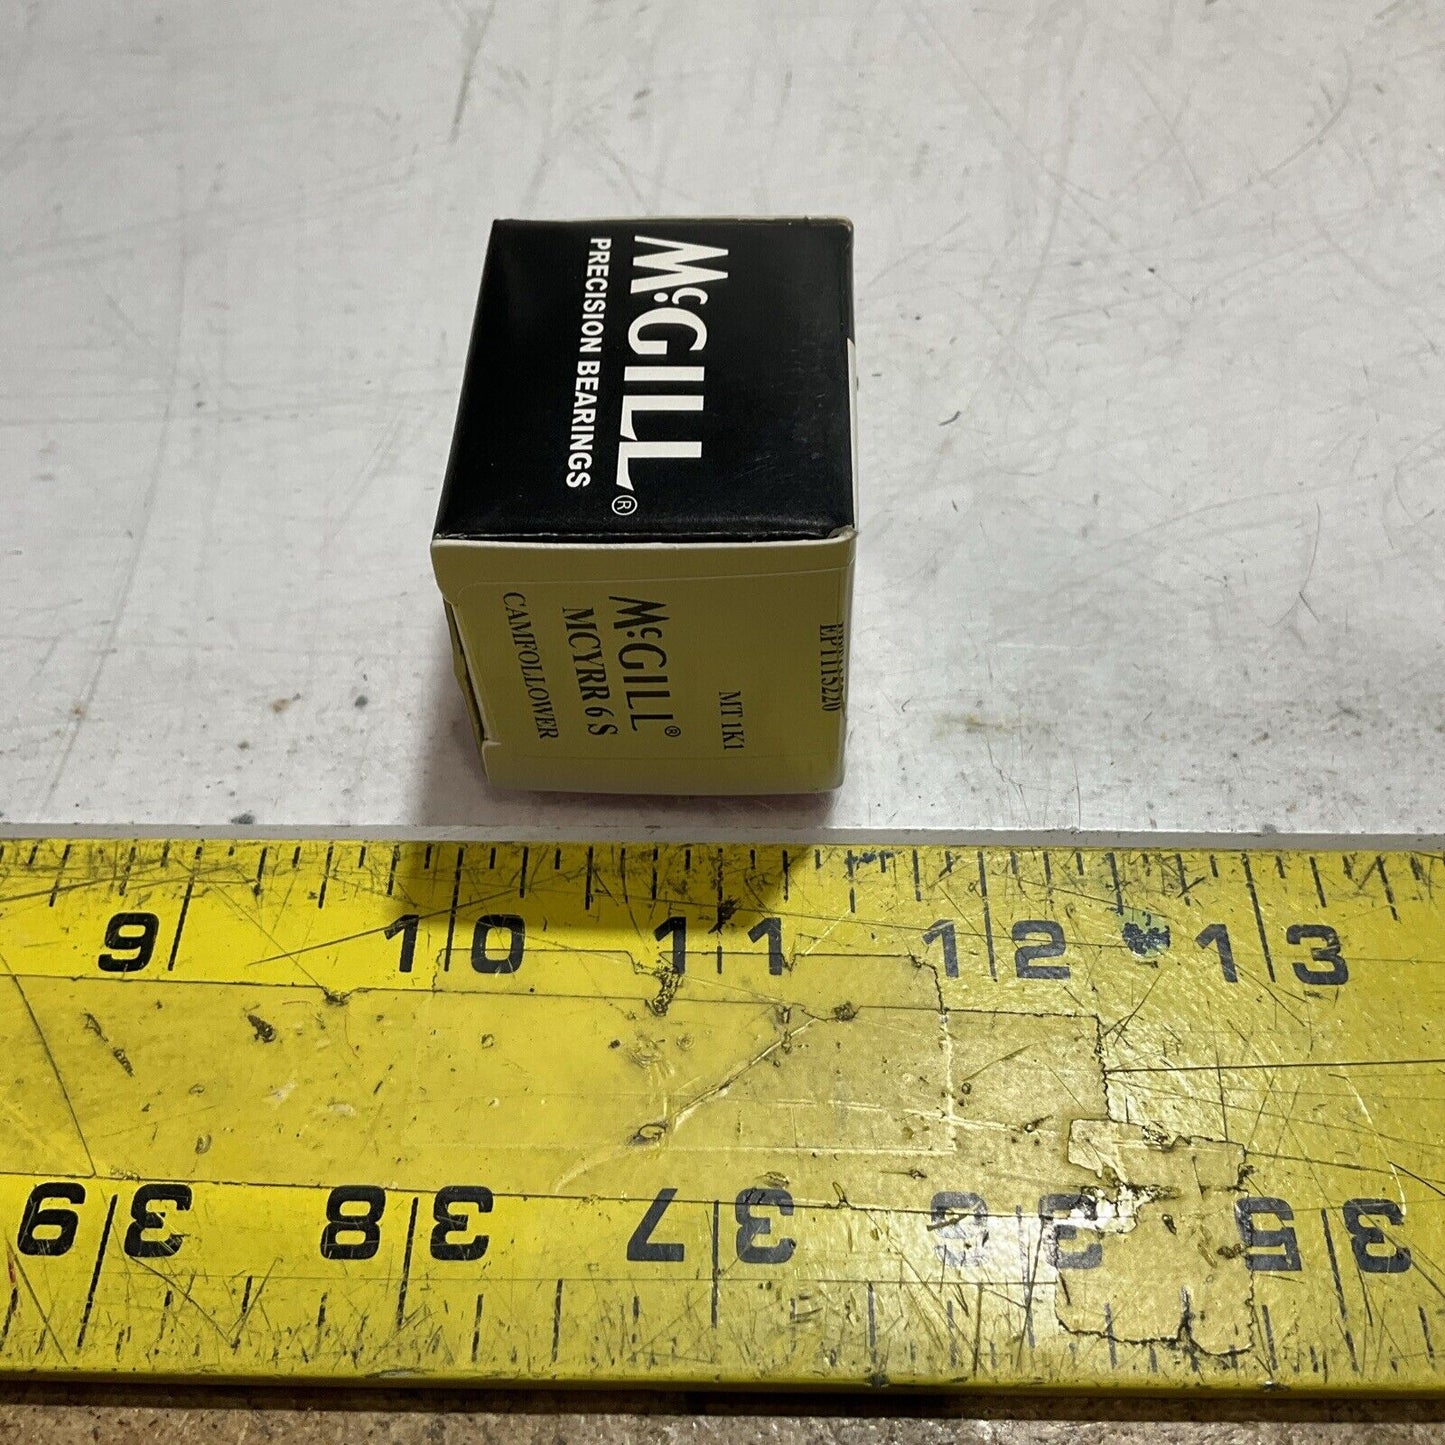 McGILL®
PRECISION BEARINGS
EP1115220
MT 1K1
McGILL®
MCYRR 6 S
CAMFOLLOWER
9 10 11 12 13
35 36 37 38 39